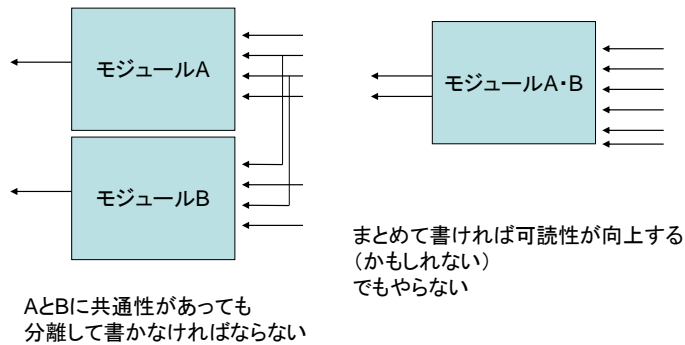 モジュールA
モジュールB
AとBに共通性があっても
分離して書かなければならない
モジュールA・B
まとめて書ければ可読性が向上する
（かもしれない）
でもやらない